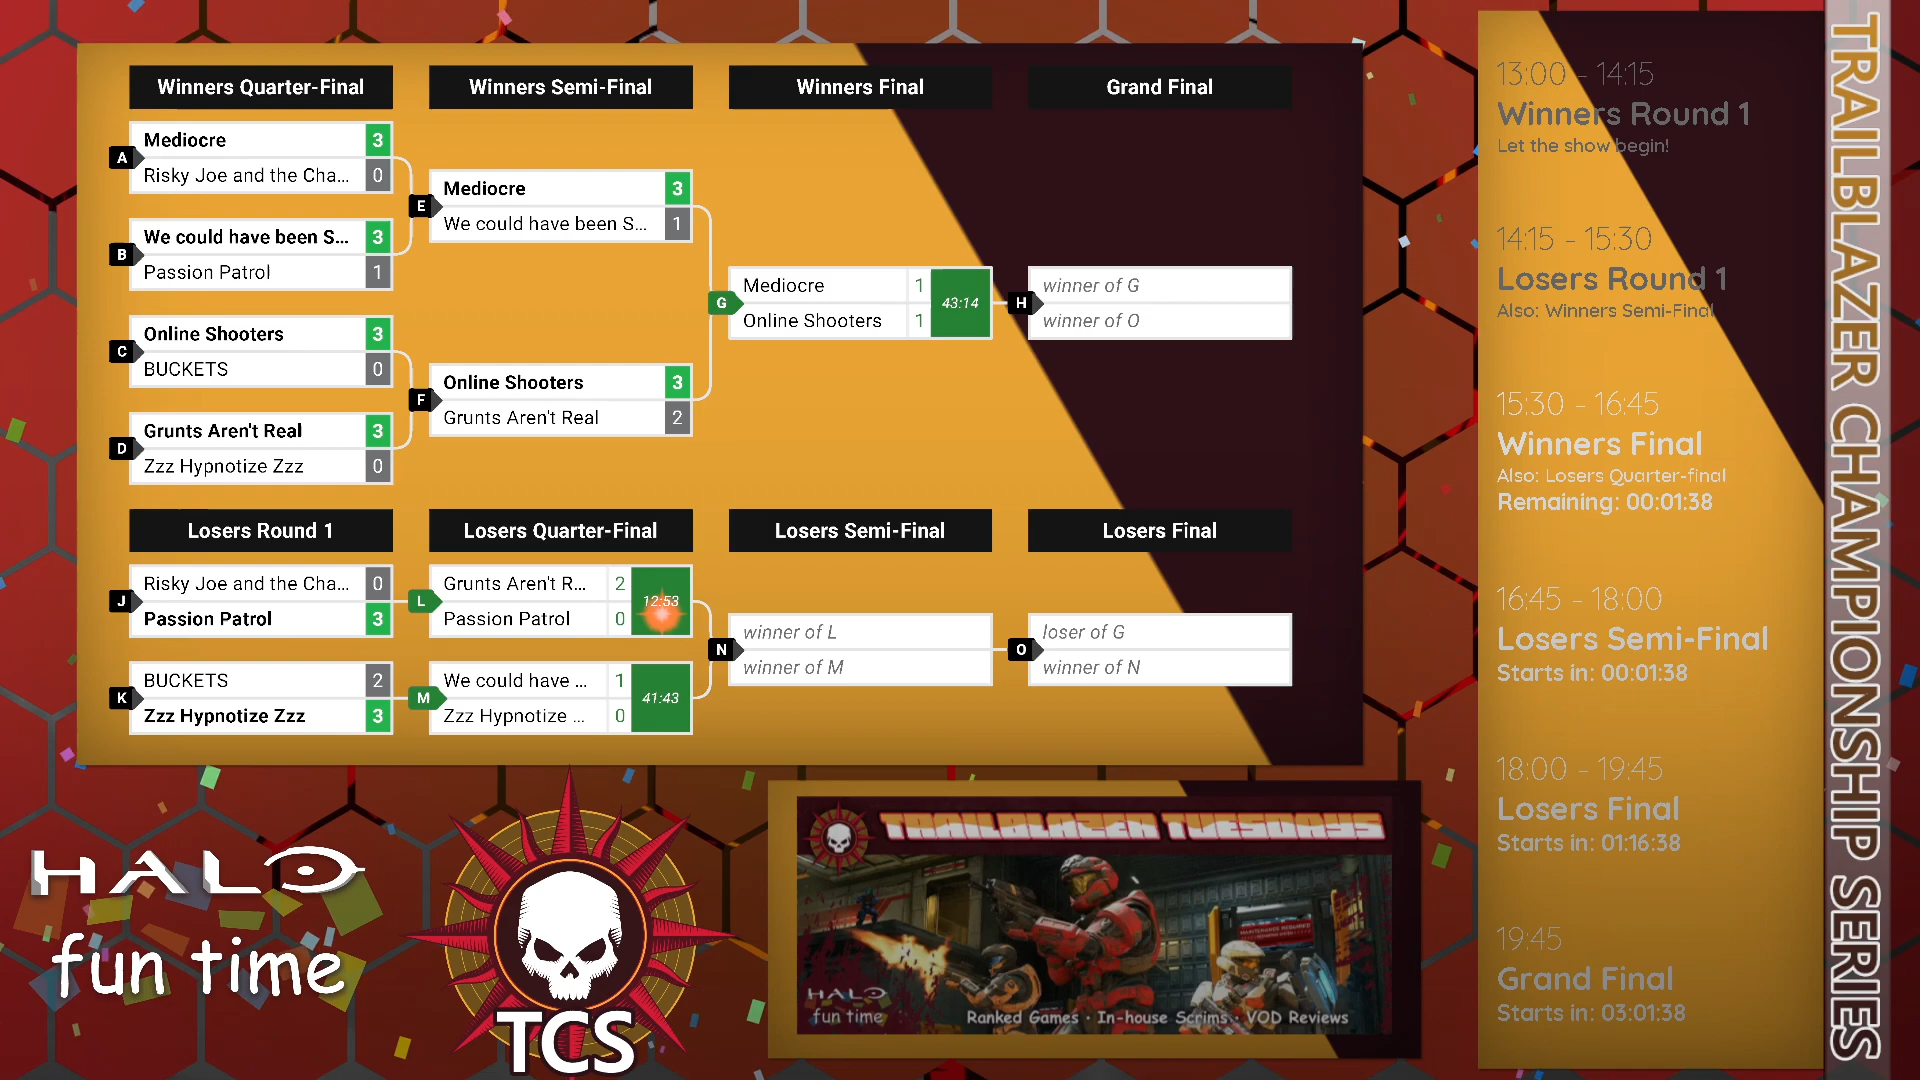 Winners Quarter-Final
Winners Semi-Final
Winners Final
Grand Final
A
Mediocre 3
Risky Joe and the Cha... 0
B
We could have been S... 3
Passion Patrol 1
C
Online Shooters 3
BUCKETS 0
D
Grunts Aren't Real 3
Zzz Hypnotize Zzz 0
E
Mediocre 3
We could have been S... 1
F
Online Shooters 3
Grunts Aren't Real 2
G
Mediocre 1
Online Shooters 1
43:14
H
winner of G
winner of O
Losers Round 1
Losers Quarter-Final
Losers Semi-Final
Losers Final
J
Risky Joe and the Cha... 0
Passion Patrol 3
K
BUCKETS 2
Zzz Hypnotize Zzz 3
L
Grunts Aren't R... 2
Passion Patrol 0
12:53
M
We could have ... 1
Zzz Hypnotize ... 0
41:43
N
winner of L
winner of M
O
loser of G
winner of N
HALO
fun time
TCS
TRAILBLAZER TUESDAYS
MAINTENANCE REQUIRED
HALO
fun time
Ranked Games · In-house Scrims · VOD Reviews
13:00 - 14:15
Winners Round 1
Let the show begin!
14:15 - 15:30
Losers Round 1
Also: Winners Semi-Final
15:30 - 16:45
Winners Final
Also: Losers Quarter-final
Remaining: 00:01:38
16:45 - 18:00
Losers Semi-Final
Starts in: 00:01:38
18:00 - 19:45
Losers Final
Starts in: 01:16:38
19:45
Grand Final
Starts in: 03:01:38
TRAILBLAZER CHAMPIONSHIP SERIES